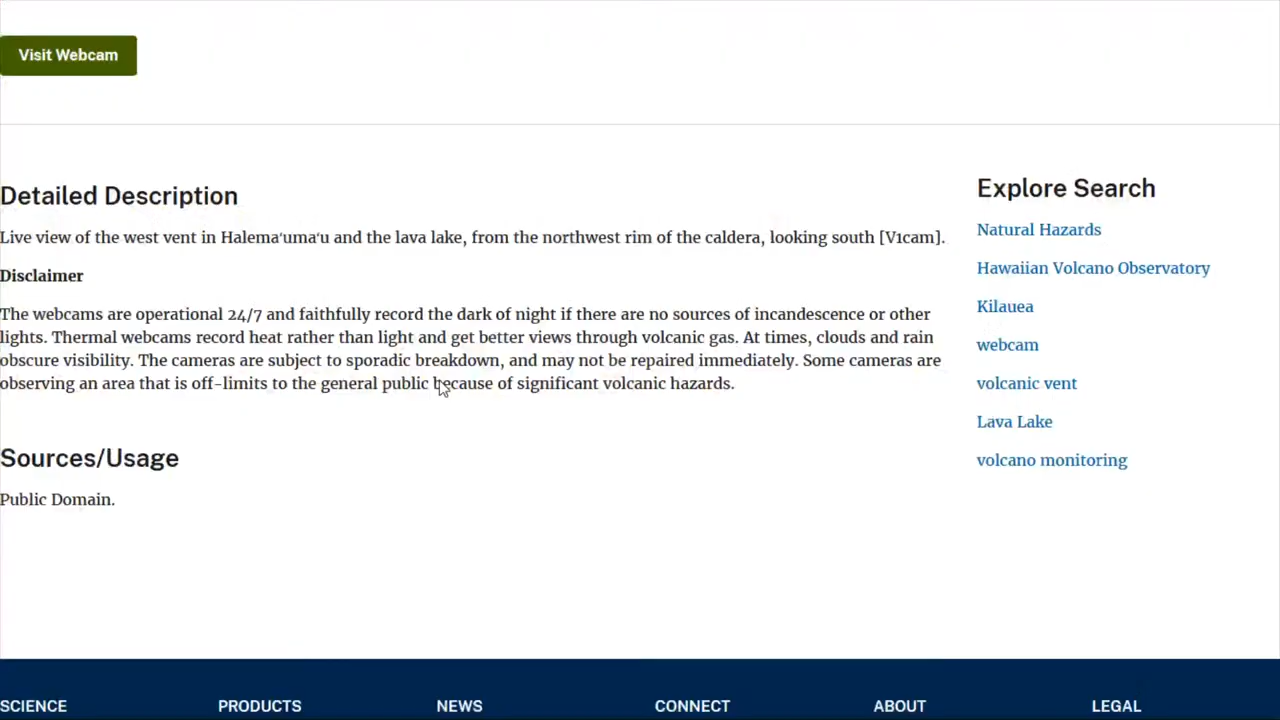 Visit Webcam
Detailed Description
Live view of the west vent in Halemaʻumaʻu and the lava lake, from the northwest rim of the caldera, looking south [V1cam].
Disclaimer
The webcams are operational 24/7 and faithfully record the dark of night if there are no sources of incandescence or other
lights. Thermal webcams record heat rather than light and get better views through volcanic gas. At times, clouds and rain
obscure visibility. The cameras are subject to sporadic breakdown, and may not be repaired immediately. Some cameras are
observing an area that is off-limits to the general public because of significant volcanic hazards.
Sources/Usage
Public Domain.
Explore Search
Natural Hazards
Hawaiian Volcano Observatory
Kilauea
webcam
volcanic vent
Lava Lake
volcano monitoring
SCIENCE
PRODUCTS
NEWS
CONNECT
ABOUT
LEGAL